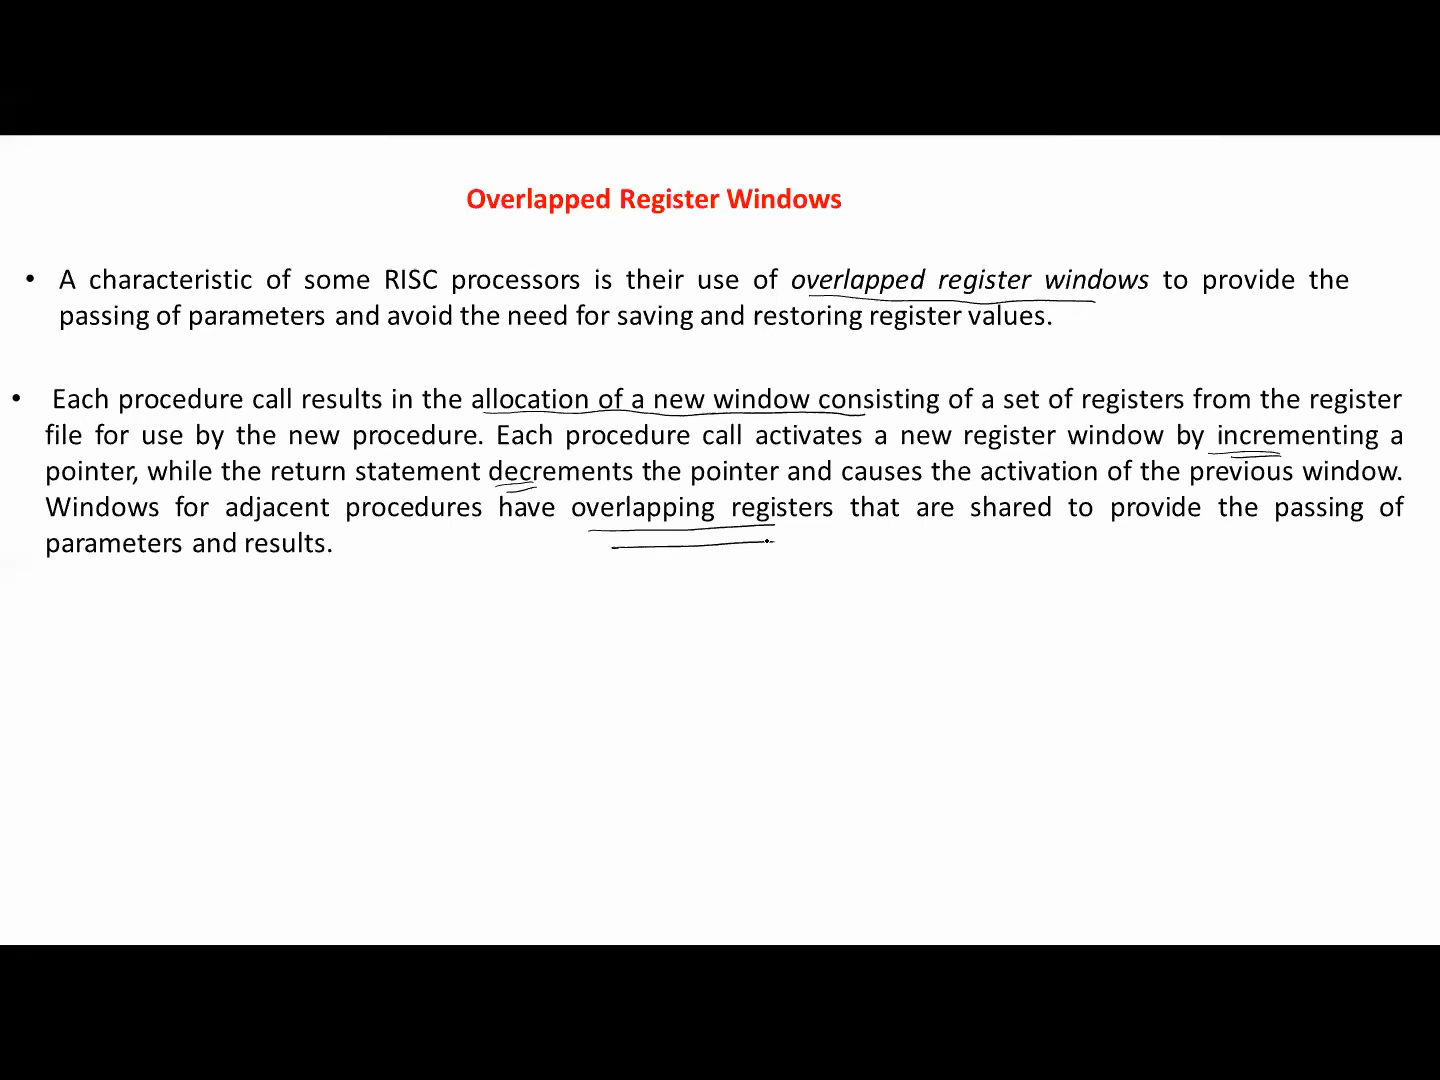 Overlapped Register Windows
• A characteristic of some RISC processors is their use of overlapped register windows to provide the
passing of parameters and avoid the need for saving and restoring register values.
• Each procedure call results in the allocation of a new window consisting of a set of registers from the register
file for use by the new procedure. Each procedure call activates a new register window by incrementing a
pointer, while the return statement decrements the pointer and causes the activation of the previous window.
Windows for adjacent procedures have overlapping registers that are shared to provide the passing of
parameters and results.